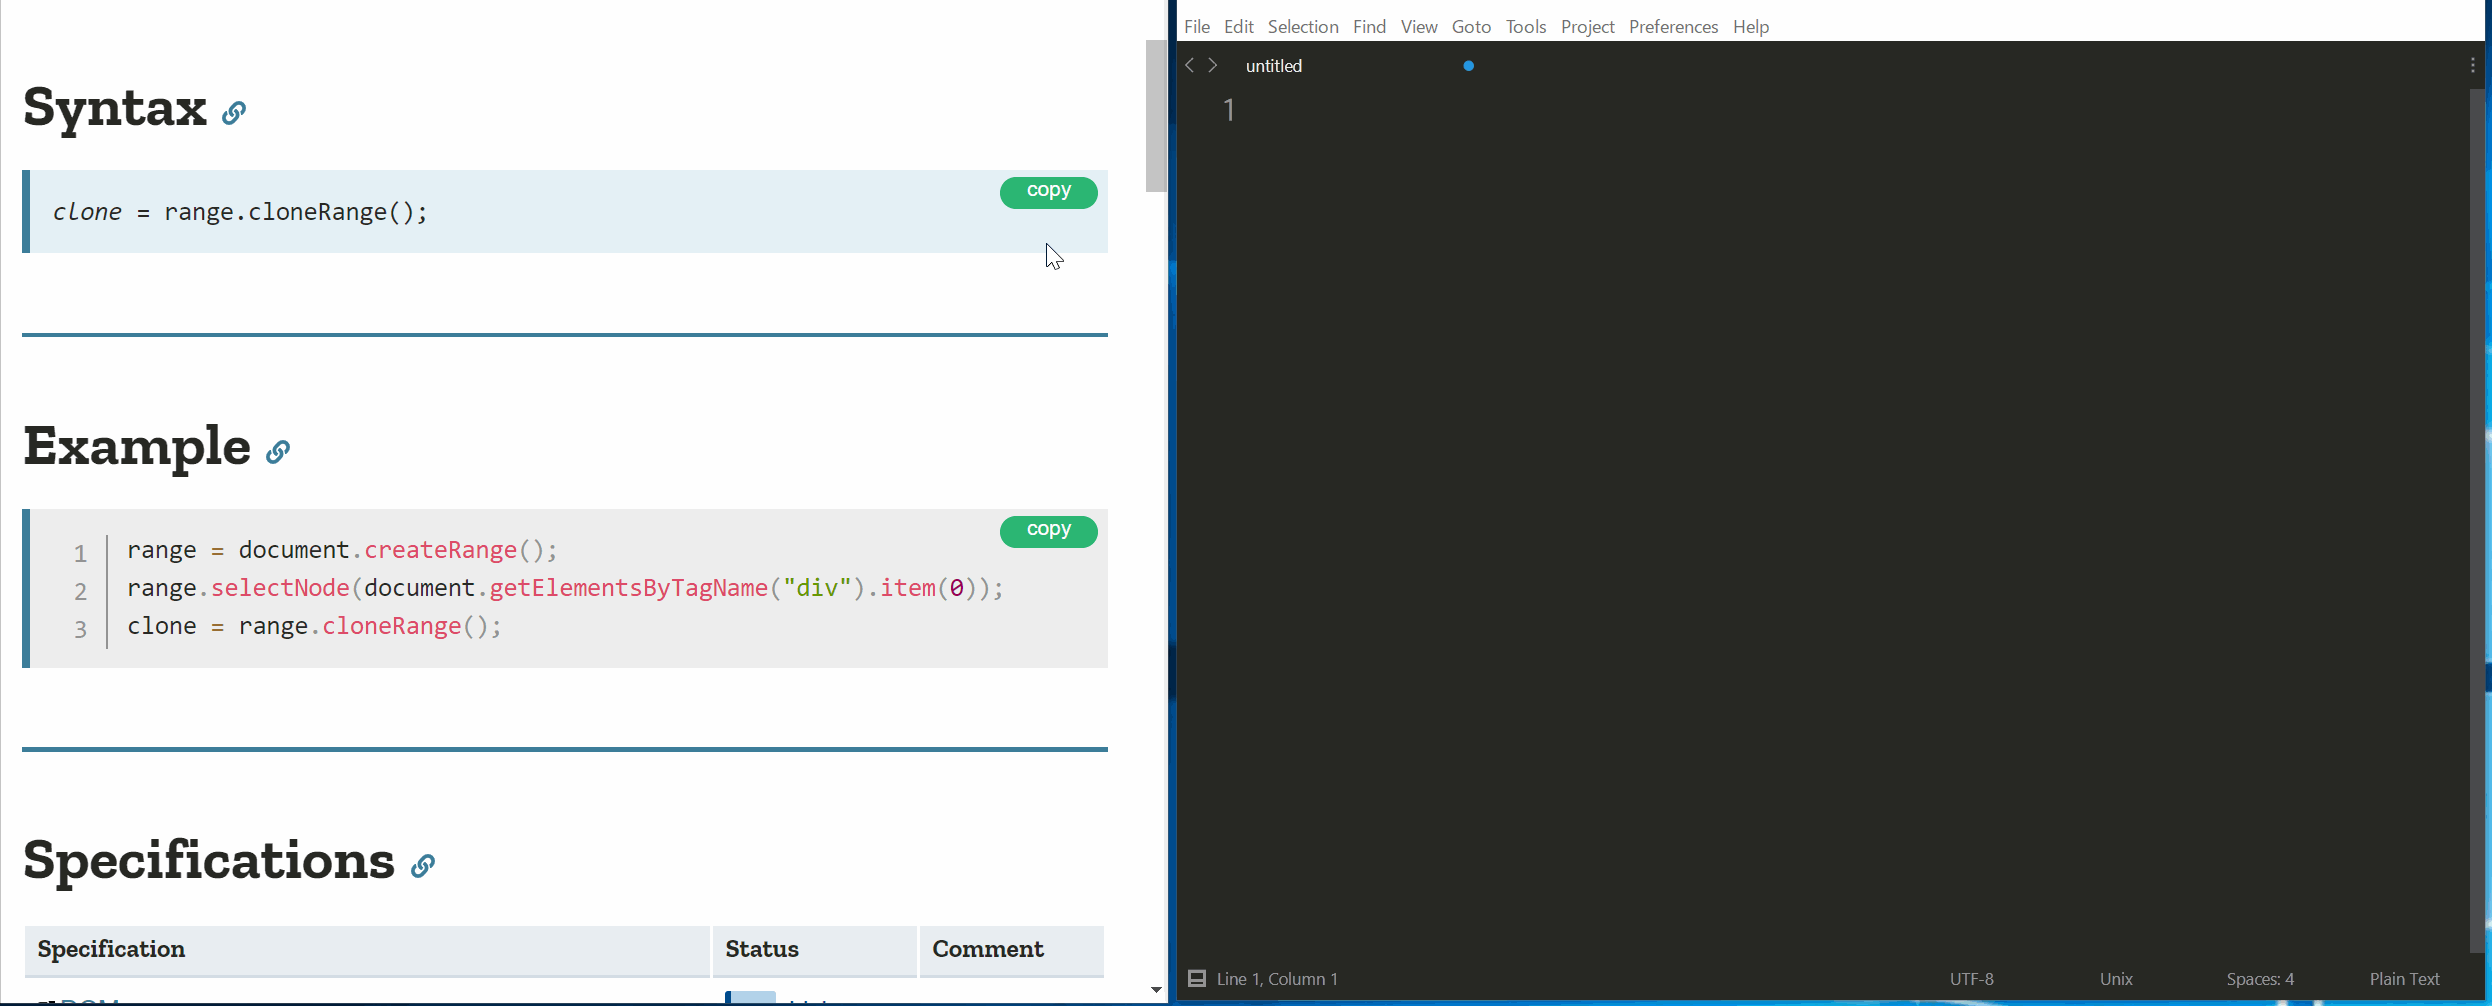 Syntax
copy
clone = range.cloneRange();
Example
copy
1 range = document.createRange();
2 range.selectNode(document.getElementsByTagName("div").item(0));
3 clone = range.cloneRange();
Specifications
Specification Status Comment
File Edit Selection Find View Goto Tools Project Preferences Help
untitled
1
Line 1, Column 1 UTF-8 Unix Spaces: 4 Plain Text